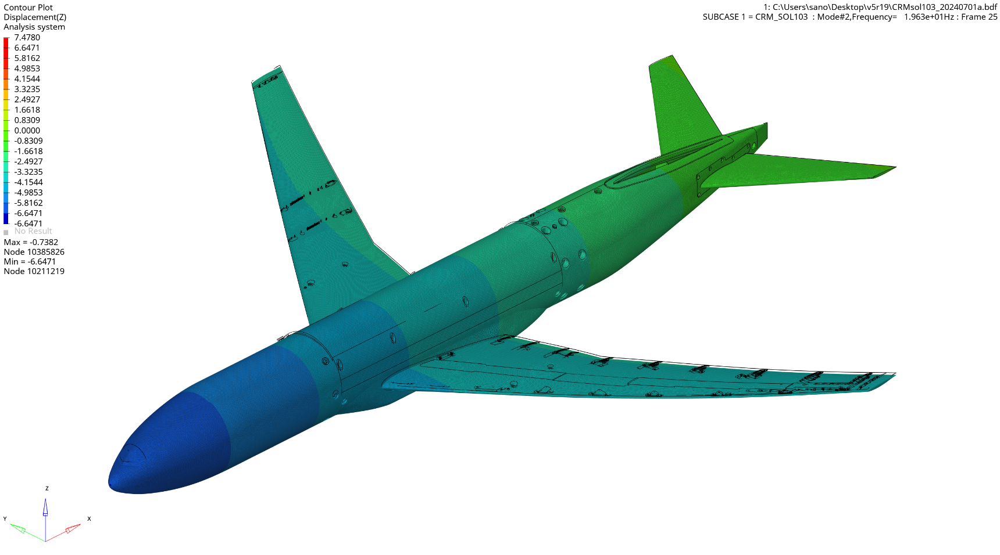 Contour Plot
Displacement(Z)
Analysis system
7.4780
6.6471
5.8162
4.9853
4.1544
3.3235
2.4927
1.6618
0.8309
0.0000
-0.8309
-1.6618
-2.4927
-3.3235
-4.1544
-4.9853
-5.8162
-6.6471
-6.6471
No Result
Max = -0.7382
Node 10385826
Min = -6.6471
Node 10211219
1: C:\Users\sano\Desktop\v5r19\CRMsol103_20240701a.bdf
SUBCASE 1 = CRM_SOL103 : Mode#2,Frequency= 1.963e+01Hz : Frame 25
Z
Y
X